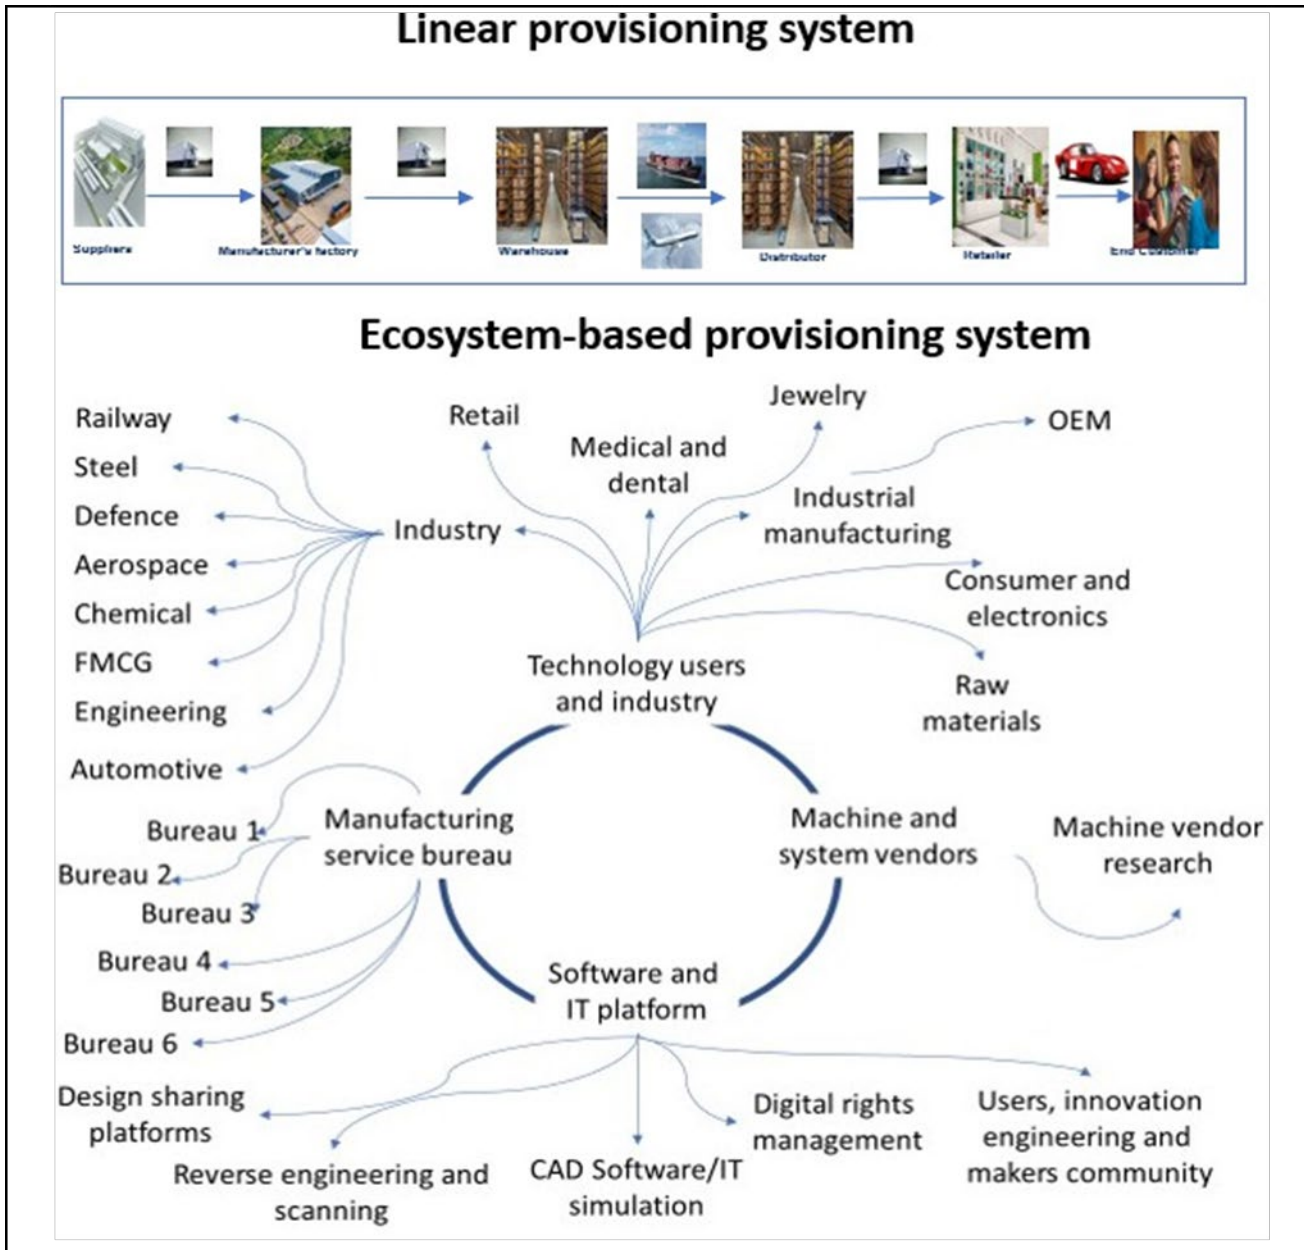 Linear provisioning system
Suppliers
Manufacturer's factory
Warehouse
Distributor
Retailer
End Customer
Ecosystem-based provisioning system
Railway
Steel
Defence
Aerospace
Chemical
FMCG
Engineering
Automotive
Industry
Retail
Medical and
dental
Jewelry
Industrial
manufacturing
OEM
Consumer and
electronics
Raw
materials
Technology users
and industry
Manufacturing
service bureau
Bureau 1
Bureau 2
Bureau 3
Bureau 4
Bureau 5
Bureau 6
Machine and
system vendors
Machine vendor
research
Software and
IT platform
Design sharing
platforms
Reverse engineering and
scanning
CAD Software/IT
simulation
Digital rights
management
Users, innovation
engineering and
makers community